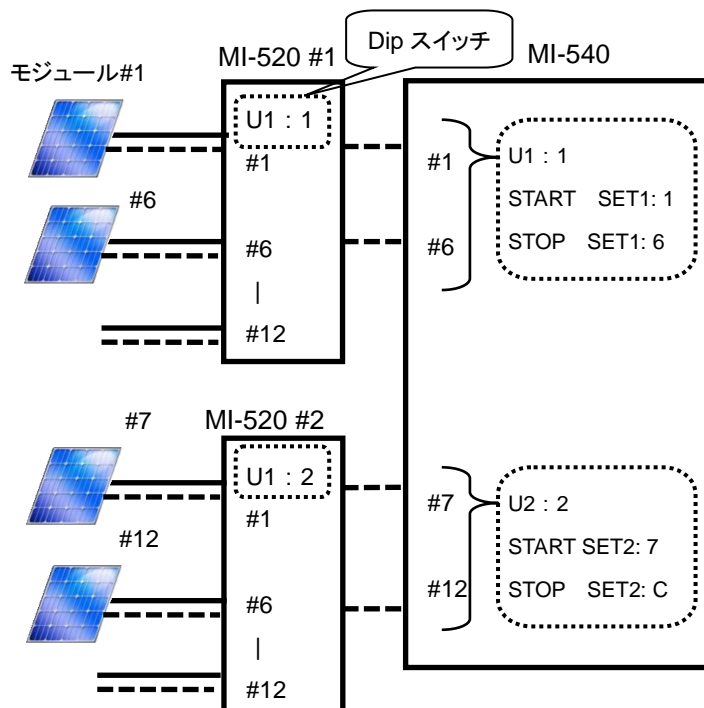 Dip スイッチ
MI-520 #1
MI-540
モジュール#1
U1：1
#1
#6
#6
|
#12
#1
#6
U1：1
START SET1: 1
STOP SET1: 6
#7
MI-520 #2
U1：2
#1
#12
#6
|
#12
#7
#12
U2：2
START SET2: 7
STOP SET2: C